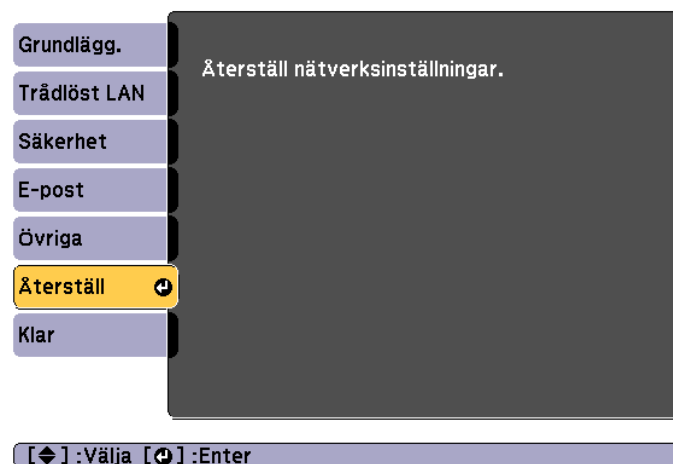 Grundlägg.
Trådlöst LAN
Säkerhet
E-post
Övriga
Återställ
Klar
Återställ nätverksinställningar.
[◆]:Välja [⏎]:Enter